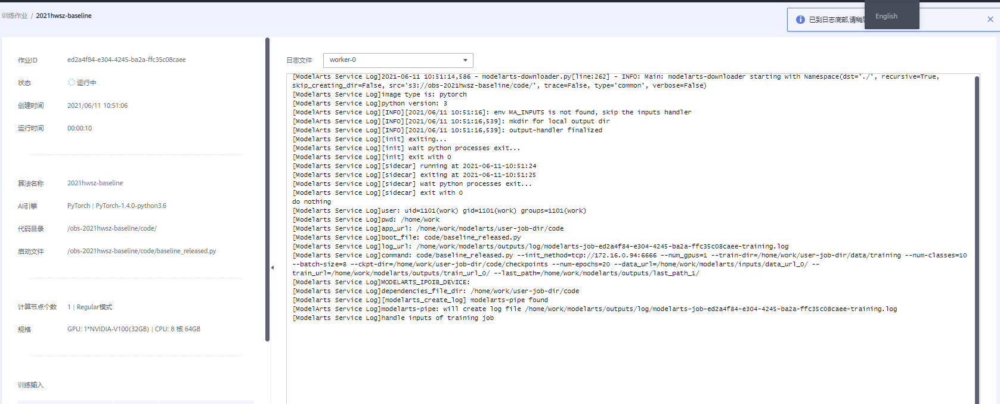 训练作业 / 2021hwsz-baseline
已到日志底部,请稍
English
作业ID ed2a4f84-e304-4245-ba2a-ffc35c08caee
状态 运行中
创建时间 2021/06/11 10:51:06
运行时间 00:00:10
算法名称 2021hwsz-baseline
AI引擎 PyTorch | PyTorch-1.4.0-python3.6
代码目录 /obs-2021hwsz-baseline/code/
启动文件 /obs-2021hwsz-baseline/code/baseline_released.py
计算节点个数 1 | Regular模式
规格 GPU: 1*NVIDIA-V100(32GB) | CPU: 8 核 64GB
训练输入
日志文件 worker-0
[ModelArts Service Log]2021-06-11 10:51:14,586 - modelarts-downloader.py[line:262] - INFO: Main: modelarts-downloader starting with Namespace(dst='./', recursive=True,
skip_creating_dir=False, src='s3://obs-2021hwsz-baseline/code/', trace=False, type='common', verbose=False)
[Modelarts Service Log]image type is: pytorch
[Modelarts Service Log]python version: 3
[Modelarts Service Log][INFO][2021/06/11 10:51:16]: env MA_INPUTS is not found, skip the inputs handler
[ModelArts Service Log][INFO][2021/06/11 10:51:16,539]: mkdir for local output dir
[ModelArts Service Log][INFO][2021/06/11 10:51:16,539]: output-handler finalized
[Modelarts Service Log][init] exiting...
[Modelarts Service Log][init] wait python processes exit...
[Modelarts Service Log][init] exit with 0
[Modelarts Service Log][sidecar] running at 2021-06-11-10:51:24
[Modelarts Service Log][sidecar] exiting at 2021-06-11-10:51:25
[Modelarts Service Log][sidecar] wait python processes exit...
[Modelarts Service Log][sidecar] exit with 0
do nothing
[Modelarts Service Log]user: uid=1101(work) gid=1101(work) groups=1101(work)
[Modelarts Service Log]pwd: /home/work
[Modelarts Service Log]app_url: /home/work/modelarts/user-job-dir/code
[Modelarts Service Log]boot_file: code/baseline_released.py
[Modelarts Service Log]log_url: /home/work/modelarts/outputs/log/modelarts-job-ed2a4f84-e304-4245-ba2a-ffc35c08caee-training.log
[Modelarts Service Log]command: code/baseline_released.py --init_method=tcp://172.16.0.94:6666 --num_gpus=1 --train-dir=/home/work/user-job-dir/data/training --num-classes=10
--batch-size=8 --ckpt-dir=/home/work/user-job-dir/code/checkpoints --num-epochs=20 --data_url=/home/work/modelarts/inputs/data_url_0/ --
train_url=/home/work/modelarts/outputs/train_url_0/ --last_path=/home/work/modelarts/outputs/last_path_1/
[Modelarts Service Log]MODELARTS_IPOIB_DEVICE:
[Modelarts Service Log]dependencies_file_dir: /home/work/user-job-dir/code
[Modelarts Service Log][modelarts_create_log] modelarts-pipe found
[ModelArts Service Log]modelarts-pipe: will create log file /home/work/modelarts/outputs/log/modelarts-job-ed2a4f84-e304-4245-ba2a-ffc35c08caee-training.log
[Modelarts Service Log]handle inputs of training job